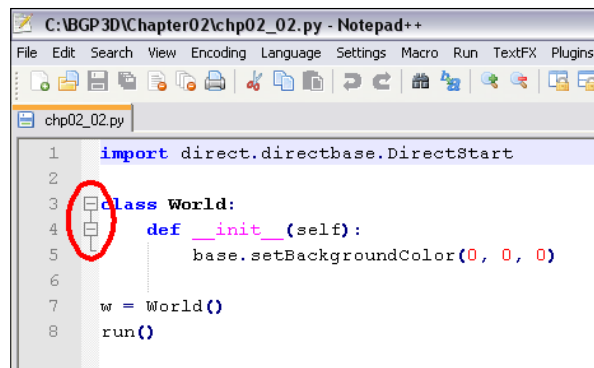 C:\BGP3D\Chapter02\chp02_02.py - Notepad++
File Edit Search View Encoding Language Settings Macro Run TextFX Plugins
chp02_02.py
1 import direct.directbase.DirectStart
2
3 class World:
4 def __init__(self):
5 base.setBackgroundColor(0, 0, 0)
6
7 w = World()
8 run()